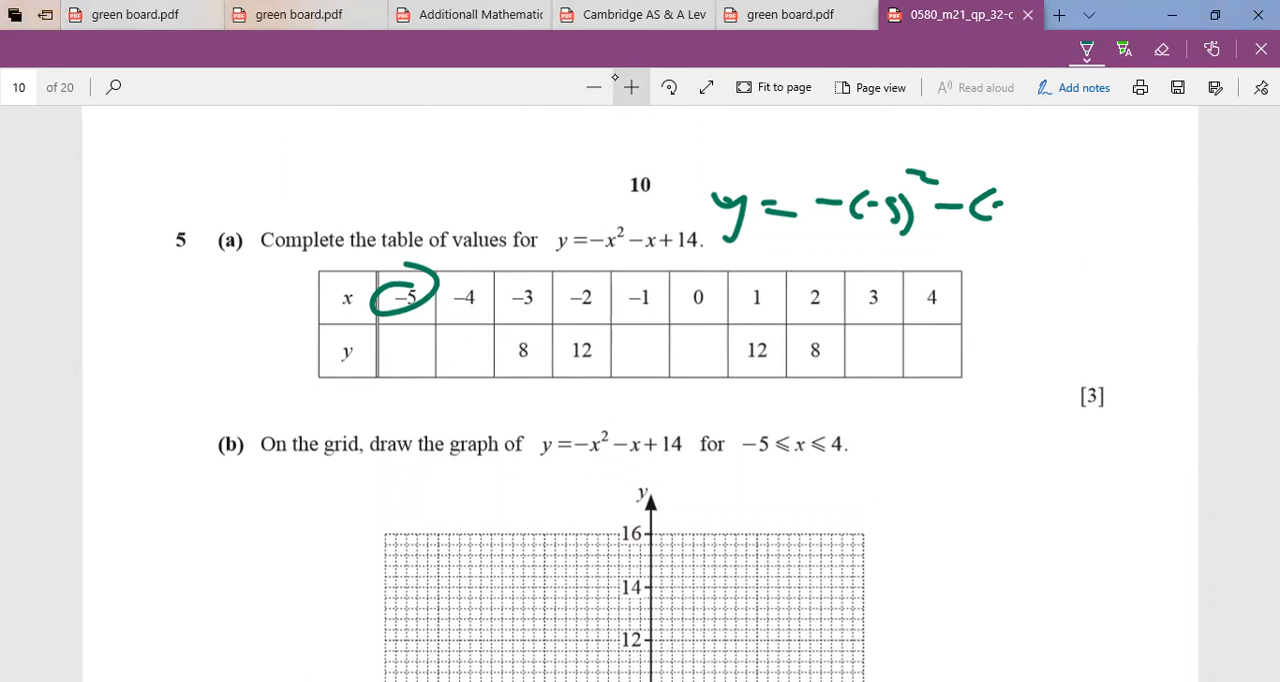 green board.pdf green board.pdf Additionall Mathematic Cambridge AS & A Lev green board.pdf 0580_m21_qp_32-c
10 of 20 Fit to page Page view Read aloud Add notes
10
y = -(-5)² - (-
5 (a) Complete the table of values for y = −x² − x + 14.
x −5 −4 −3 −2 −1 0 1 2 3 4
y 8 12 12 8
[3]
(b) On the grid, draw the graph of y = −x² − x + 14 for −5 ⩽ x ⩽ 4.
y
16
14
12